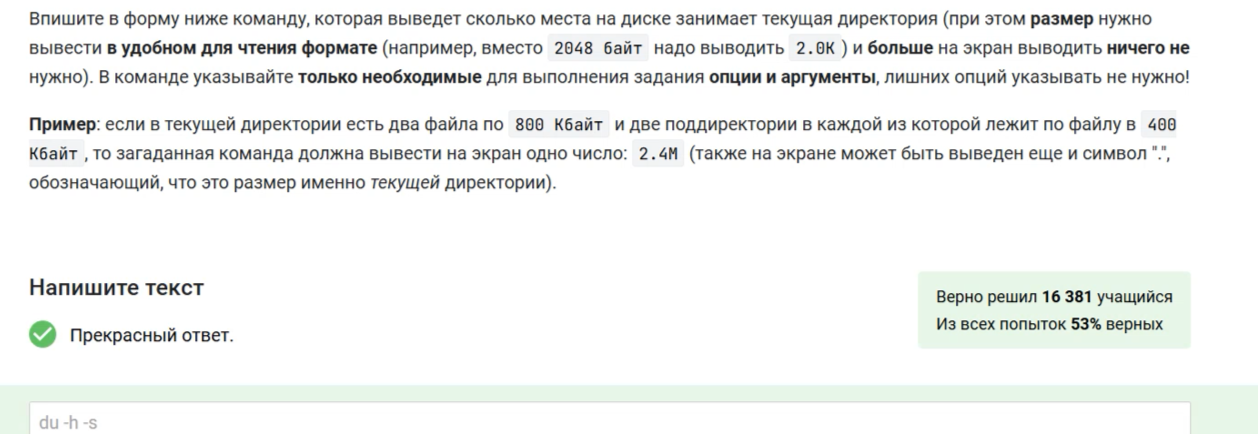 Впишите в форму ниже команду, которая выведет сколько места на диске занимает текущая директория (при этом размер нужно
вывести в удобном для чтения формате (например, вместо 2048 байт надо выводить 2.0K ) и больше на экран выводить ничего не
нужно). В команде указывайте только необходимые для выполнения задания опции и аргументы, лишних опций указывать не нужно!
Пример: если в текущей директории есть два файла по 800 Кбайт и две поддиректории в каждой из которой лежит по файлу в 400
Кбайт , то загаданная команда должна вывести на экран одно число: 2.4M (также на экране может быть выведен еще и символ ".",
обозначающий, что это размер именно текущей директории).
Напишите текст
Верно решил 16 381 учащийся
Из всех попыток 53% верных
Прекрасный ответ.
du -h -s